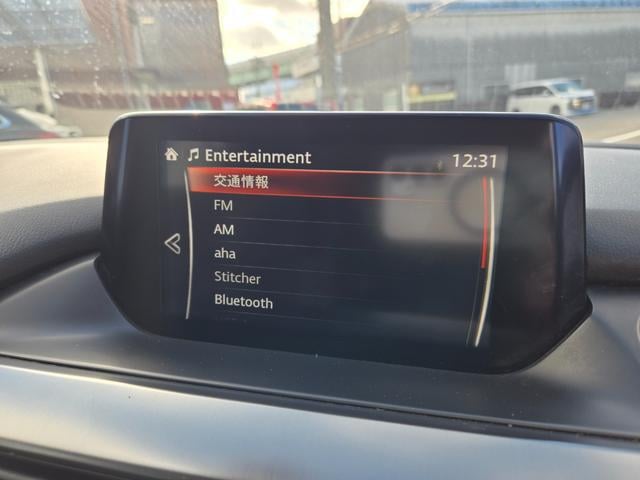 Entertainment 12:31
交通情報
FM
AM
aha
Stitcher
Bluetooth